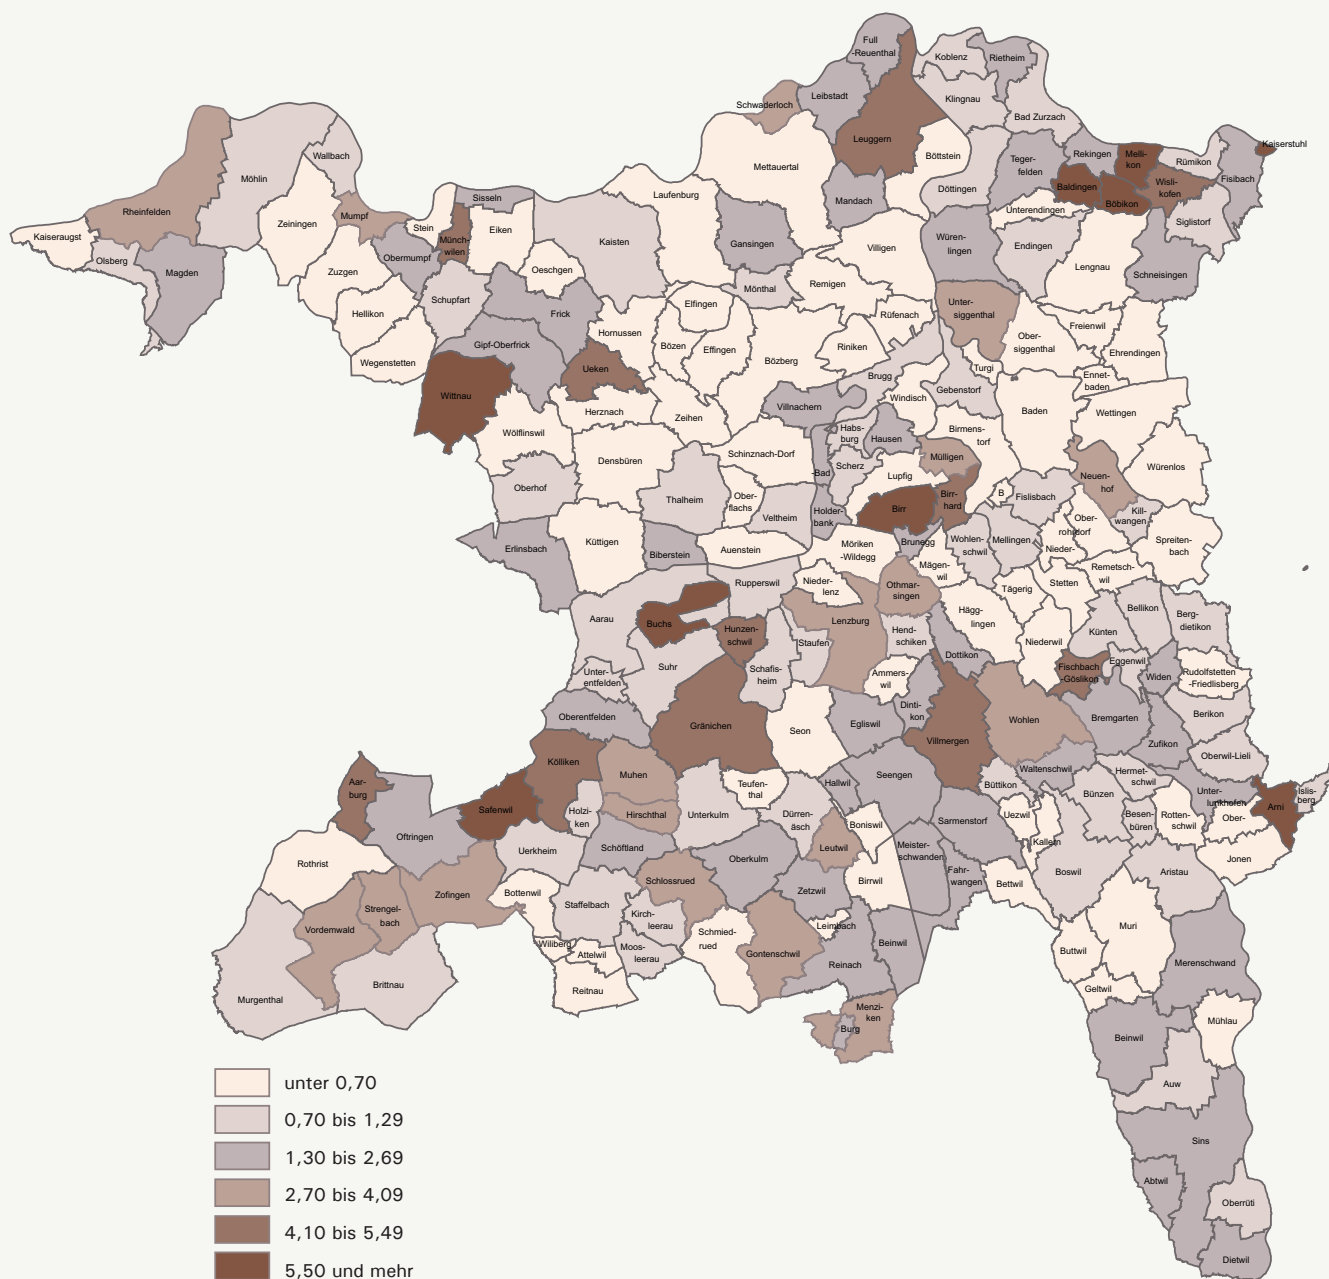 Full
-Reuenthal
Koblenz
Rietheim
Leibstadt
Klingnau
Schwaderloch
Bad Zurzach
Leuggern
Kaiserstuhl
Wallbach
Mettauertal
Böttstein
Teger-
felden
Rekingen
Melli-
kon
Rümikon
Möhlin
Fisibach
Baldingen
Wisli-
kofen
Döttingen
Laufenburg
Sisseln
Mandach
Böbikon
Rheinfelden
Mumpf
Unterendingen
Siglistorf
Zeiningen
Stein
Eiken
Kaiseraugst
Münch-
wilen
Kaisten
Gansingen
Villigen
Würen-
lingen
Endingen
Olsberg
Obermumpf
Lengnau
Magden
Zuzgen
Oeschgen
Schneisingen
Mönthal
Remigen
Schupfart
Unter-
siggenthal
Elfingen
Hellikon
Frick
Rüfenach
Freienwil
Hornussen
Ober-
siggenthal
Gipf-Oberfrick
Bözen
Effingen
Riniken
Ehrendingen
Wegenstetten
Bözberg
Ueken
Turgi
Brugg
Ennet-
baden
Wittnau
Gebenstorf
Windisch
Villnachern
Herznach
Baden
Wettingen
Zeihen
Wölflinswil
Habs-
burg
Hausen
Birmens-
torf
Schinznach-Dorf
Densbüren
Mülligen
Scherz
Würenlos
-Bad
Lupfig
Neuen-
hof
Oberhof
Thalheim
Ober-
flachs
B
Fislisbach
Birr-
hard
Birr
Holder-
bank
Veltheim
Kill-
wangen
Ober-
rohrdorf
Küttigen
Möriken
-Wildegg
Brunegg
Wohlen-
schwil
Mellingen
Spreiten-
bach
Erlinsbach
Biberstein
Auenstein
Nieder-
Mägen-
wil
Remetsch-
wil
Rupperswil
Nieder-
lenz
Othmar-
singen
Tägerig
Stetten
Aarau
Buchs
Hunzen-
schwil
Lenzburg
Hägg-
lingen
Bellikon
Berg-
dietikon
Staufen
Hend-
schiken
Künten
Niederwil
Suhr
Schafis-
heim
Dottikon
Eggenwil
Unter-
entfelden
Ammers-
wil
Fischbach
-Göslikon
Widen
Rudolfstetten
-Friedlisberg
Dinti-
kon
Oberentfelden
Gränichen
Seon
Egliswil
Wohlen
Bremgarten
Berikon
Villmergen
Zufikon
Oberwil-Lieli
Kölliken
Muhen
Seengen
Waltenschwil
Hermet-
schwil
Aar-
burg
Teufen-
thal
Hallwil
Büttikon
Bünzen
Unter-
lunkhofen
Islis-
berg
Safenwil
Arni
Holzi-
ken
Hirschthal
Unterkulm
Dürren-
äsch
Uezwil
Besen-
büren
Rotten-
schwil
Ober-
Oftringen
Boniswil
Sarmenstorf
Kallern
Uerkheim
Schöftland
Leutwil
Meister-
schwanden
Rothrist
Oberkulm
Jonen
Schlossrued
Birrwil
Fahr-
wangen
Bettwil
Boswil
Aristau
Bottenwil
Zofingen
Zetzwil
Strengel-
bach
Staffelbach
Kirch-
leerau
Vordemwald
Schmied-
rued
Leimbach
Muri
Wiliberg
Moos-
leerau
Beinwil
Attelwil
Gontenschwil
Buttwil
Reinach
Merenschwand
Brittnau
Reitnau
Geltwil
Murgenthal
Menzi-
ken
Burg
Mühlau
Beinwil
Auw
Sins
Abtwil
Oberrüti
Dietwil
unter 0,70
0,70 bis 1,29
1,30 bis 2,69
2,70 bis 4,09
4,10 bis 5,49
5,50 und mehr